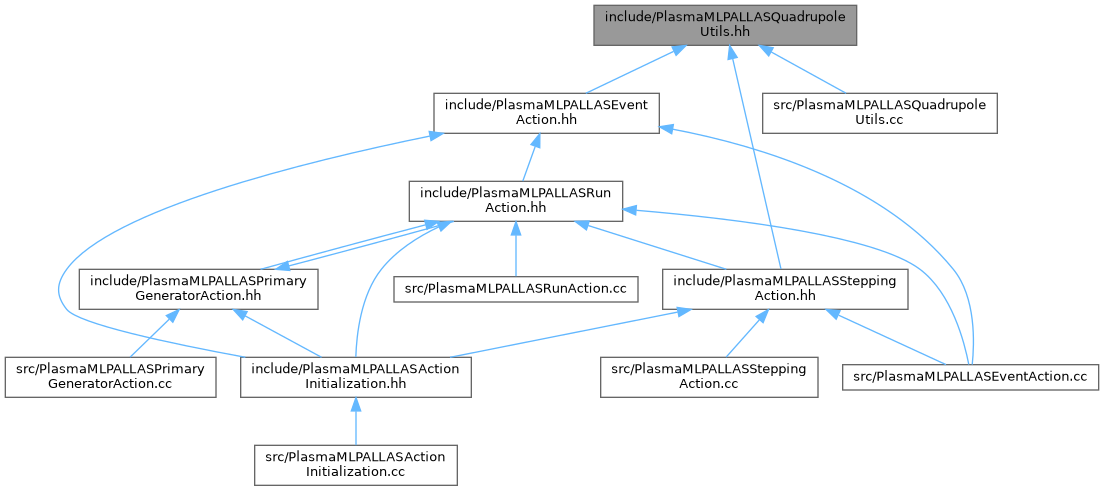 include/PlasmaMLPALLASQuadrupole
Utils.hh
include/PlasmaMLPALLASEvent
Action.hh
src/PlasmaMLPALLASQuadrupole
Utils.cc
include/PlasmaMLPALLASRun
Action.hh
include/PlasmaMLPALLASPrimary
GeneratorAction.hh
src/PlasmaMLPALLASRunAction.cc
include/PlasmaMLPALLASStepping
Action.hh
src/PlasmaMLPALLASPrimary
GeneratorAction.cc
include/PlasmaMLPALLASAction
Initialization.hh
src/PlasmaMLPALLASStepping
Action.cc
src/PlasmaMLPALLASEventAction.cc
src/PlasmaMLPALLASAction
Initialization.cc